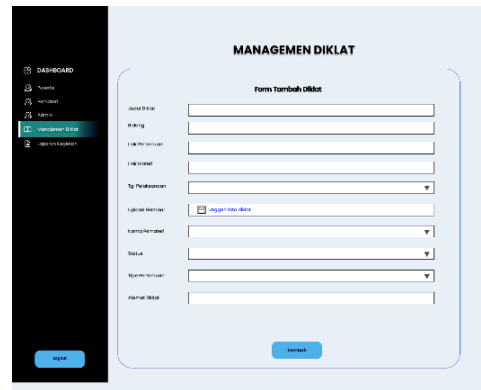 MANAGEMEN DIKLAT
DASHBOARD
Peserta
Pemateri
Admin
Manajemen Diklat
Laporan Kegiatan
Logout
Form Tambah Diklat
Judul Diklat
Bidang
Link Pertemuan
Link Materi
Tgl Pelaksanaan
Upload Gambar
Unggah foto diklat
Nama Pemateri
Status
Tipe Pertemuan
Alamat Diklat
Tambah